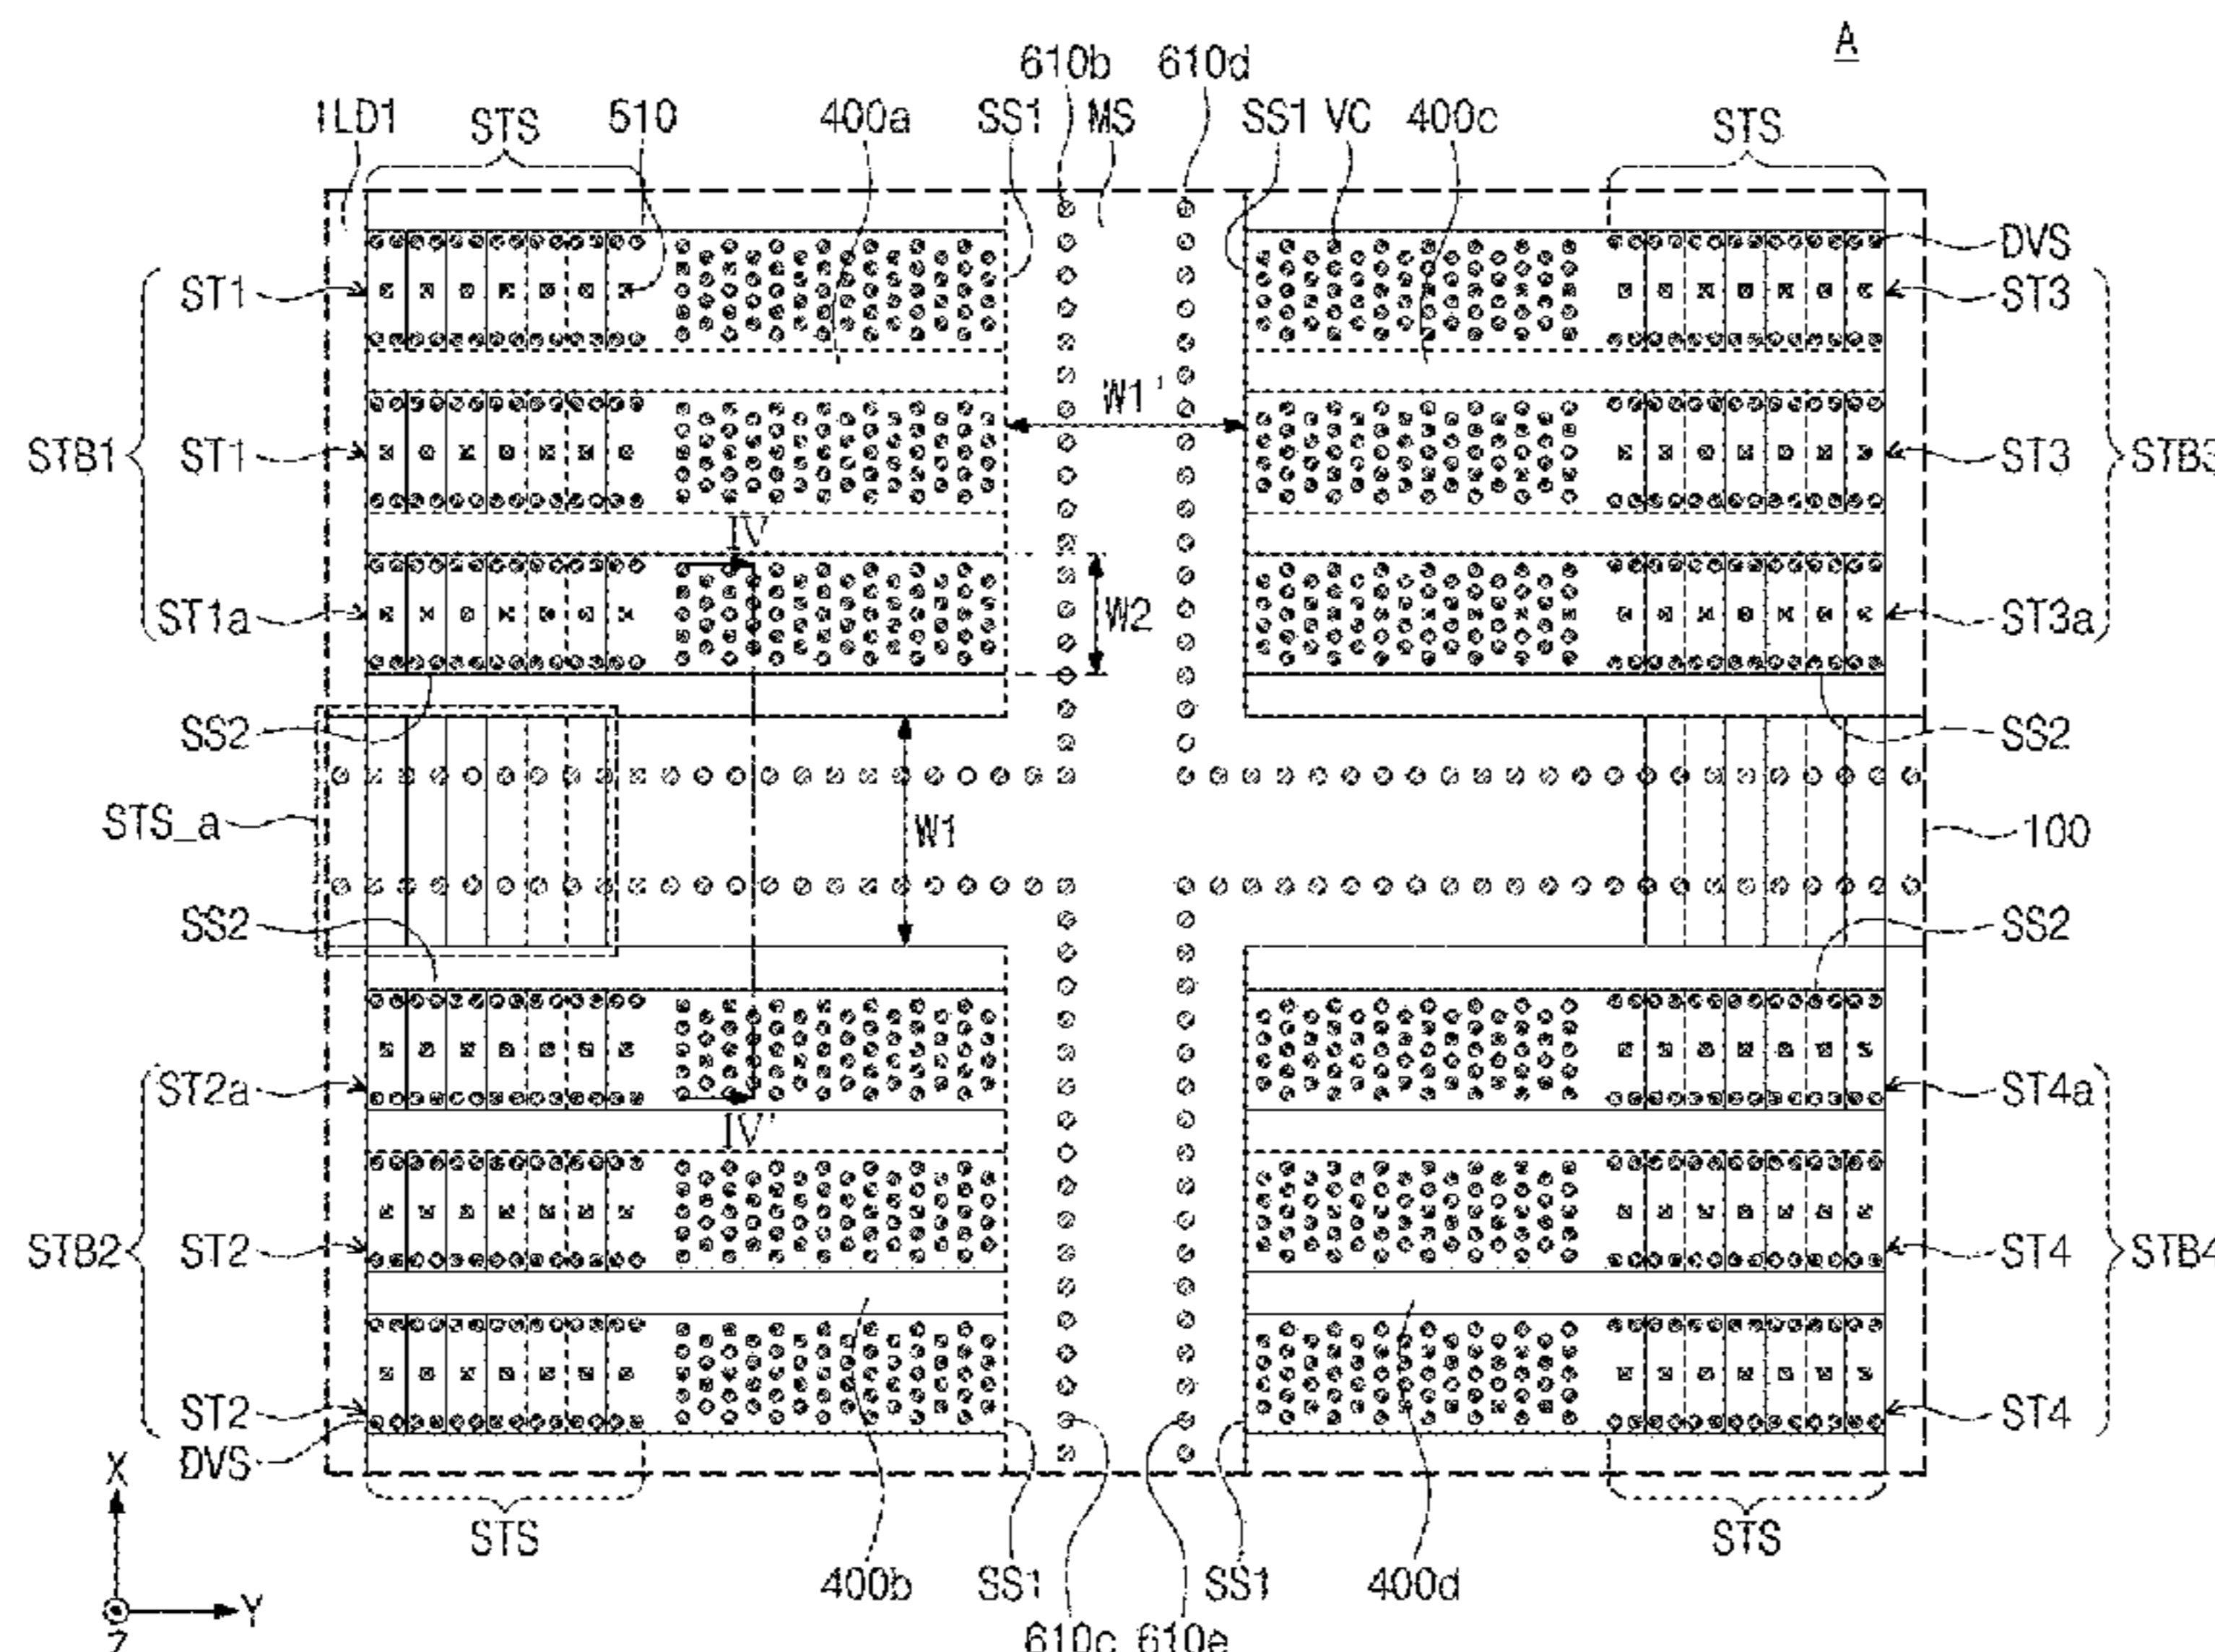 A
610b 610d
ILD1 STS 510 400a SS1 MS SS1 VC 400c STS
DVS
ST1 ST3
W1'
STB1 ST1 ST3 STB3
IV
ST1a W2 ST3a
SS2 SS2
STS_a W1 100
SS2 SS2
ST2a ST4a
IV'
STB2 ST2 ST4 STB4
ST2 ST4
X DVS
STS STS
400b SS1 SS1 400d
Y
Z 610c 610e